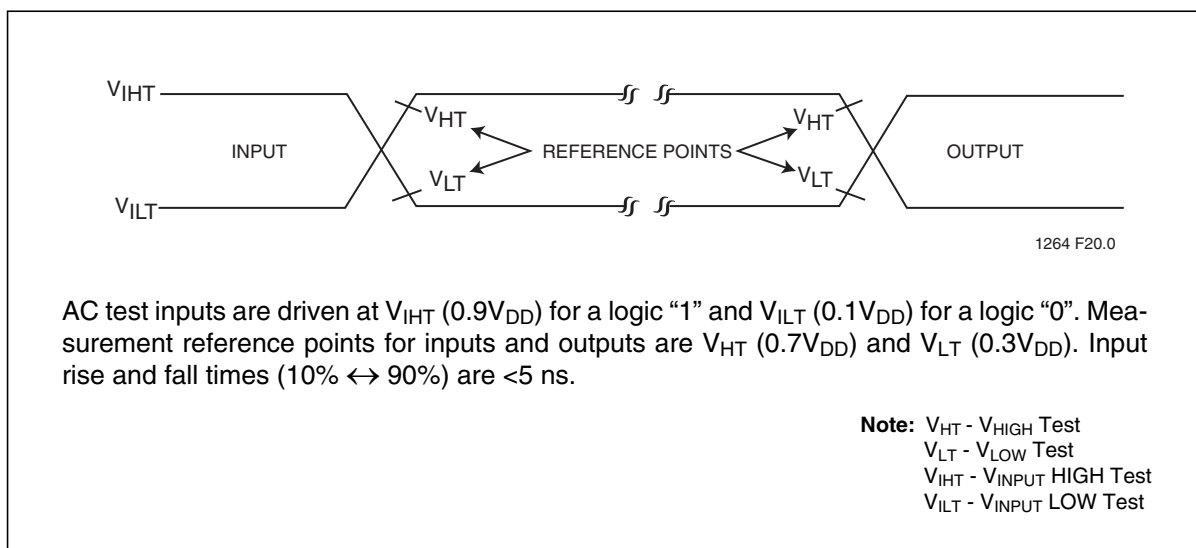 VIHT
VHT
VHT
INPUT
REFERENCE POINTS
OUTPUT
VLT
VLT
VILT
1264 F20.0
AC test inputs are driven at VIHT (0.9VDD) for a logic “1” and VILT (0.1VDD) for a logic “0”. Mea-
surement reference points for inputs and outputs are VHT (0.7VDD) and VLT (0.3VDD). Input
rise and fall times (10% ↔ 90%) are <5 ns.
Note: VHT - VHIGH Test
VLT - VLOW Test
VIHT - VINPUT HIGH Test
VILT - VINPUT LOW Test